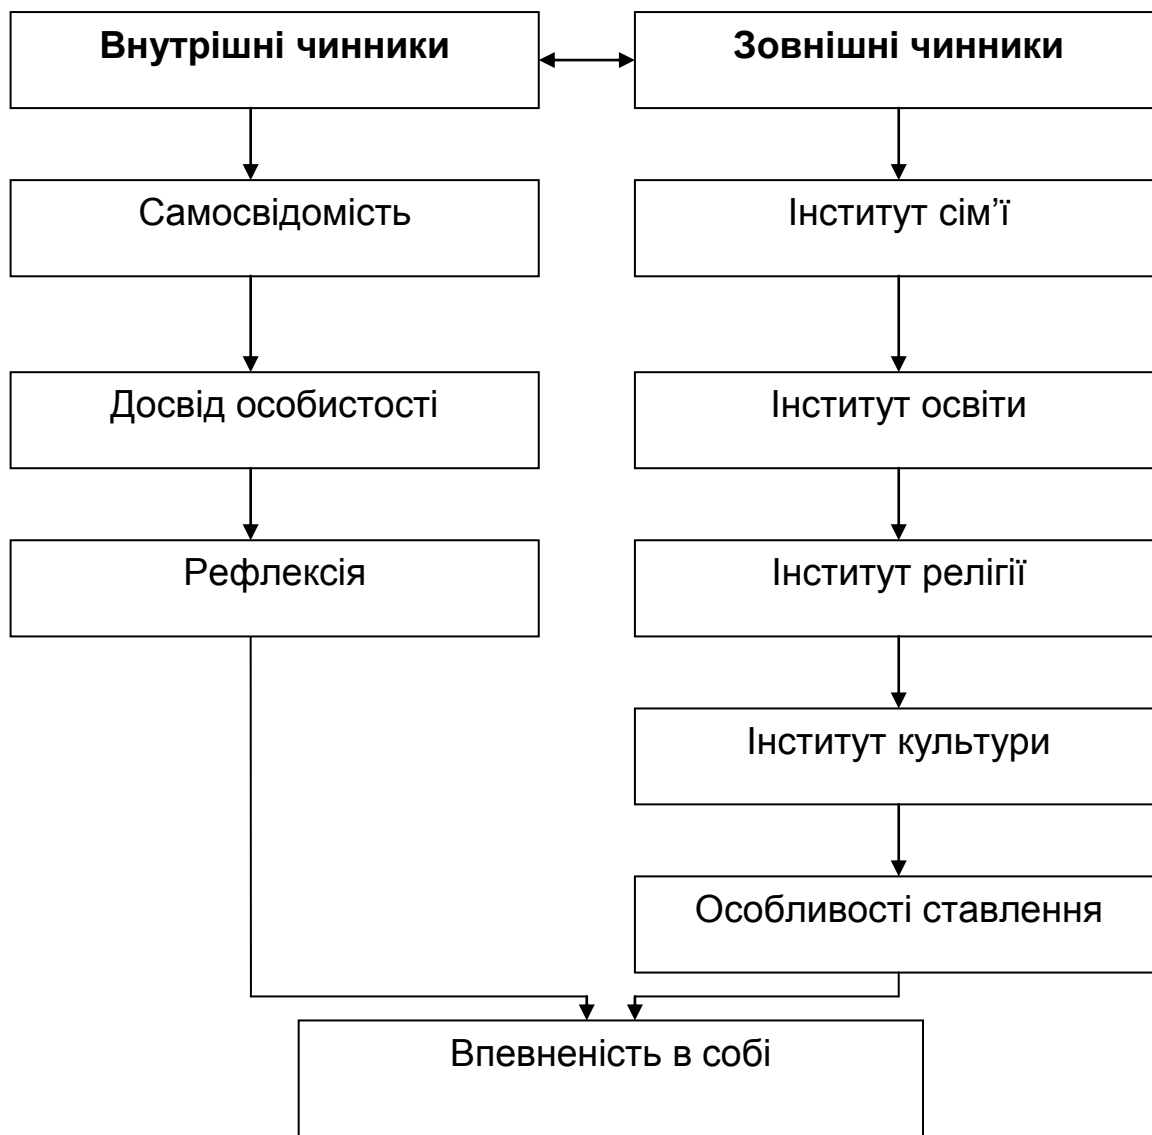 Внутрішні чинники
Зовнішні чинники
Самосвідомість
Інститут сім’ї
Досвід особистості
Інститут освіти
Рефлексія
Інститут релігії
Інститут культури
Особливості ставлення
Впевненість в собі